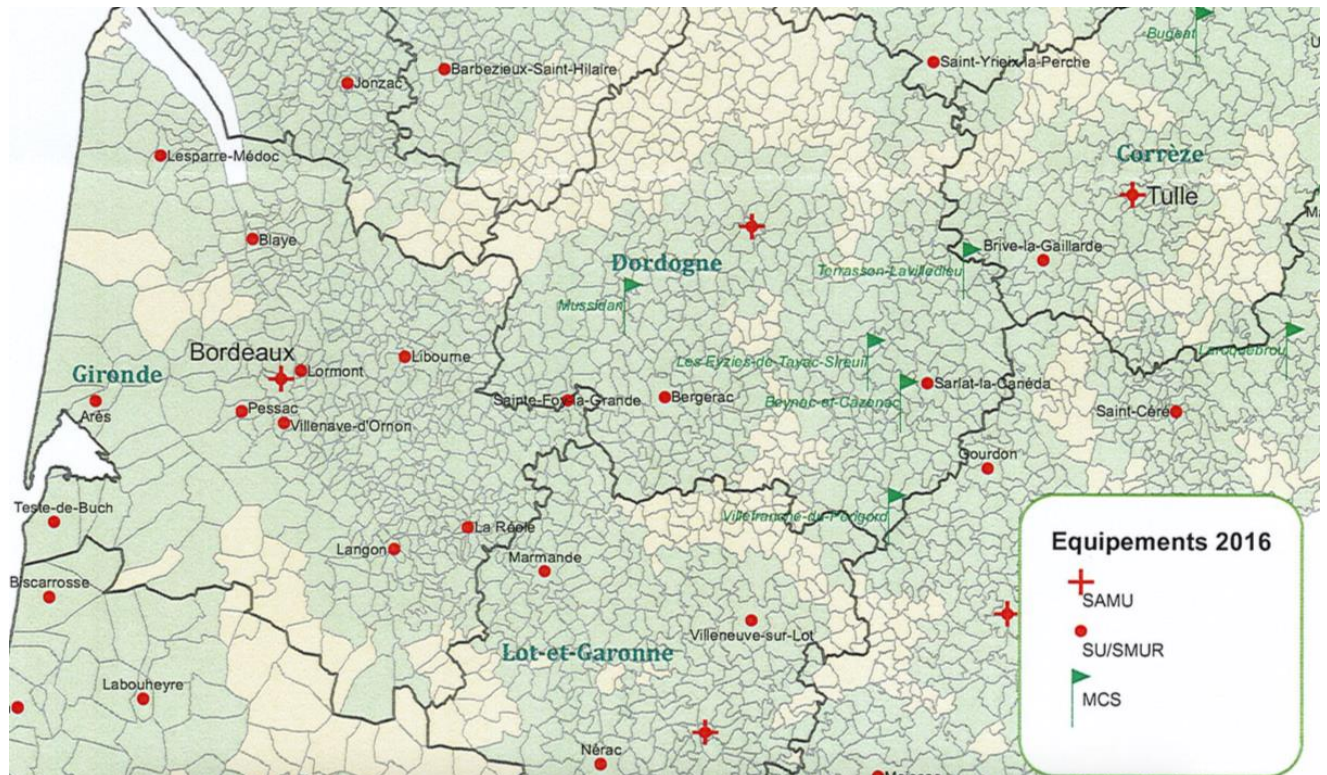 Bugeat
Saint-Yrieix-la-Perche
Barbezieux-Saint-Hilaire
Jonzac
Lesparre-Médoc
Corrèze
Tulle
Blaye
Brive-la-Gaillarde
Dordogne
Terrasson-Lavilledieu
Mussidan
Bordeaux
Libourne
Lormont
Les Eyzies-de-Tayac-Sireuil
Laroquebrou
Gironde
Sarlat-la-Canéda
Sainte-Foy-la-Grande
Bergerac
Beynac-et-Cazenac
Arès
Pessac
Saint-Céré
Villenave-d'Ornon
Gourdon
Teste-de-Buch
Villefranche-du-Périgord
La Réole
Langon
Marmande
Equipements 2016
Biscarrosse
SAMU
Villeneuve-sur-Lot
Lot-et-Garonne
SU/SMUR
Labouheyre
MCS
Nérac